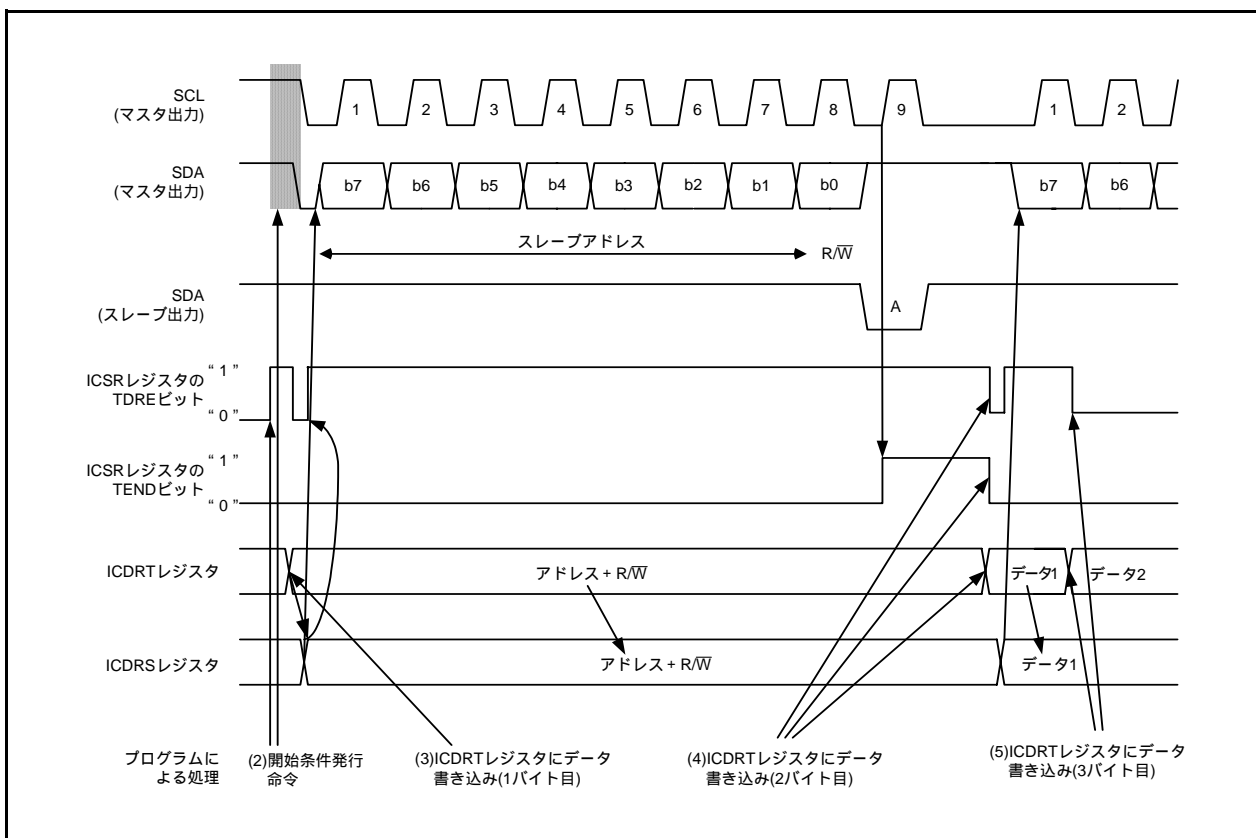 SCL
(マスタ出力)
1 2 3 4 5 6 7 8 9 1 2
SDA
(マスタ出力)
b7 b6 b5 b4 b3 b2 b1 b0 b7 b6
スレーブアドレス R/W̅
SDA
(スレーブ出力)
A
ICSRレジスタの
TDREビット
“ 1 ”
“ 0 ”
ICSRレジスタの
TENDビット
“ 1 ”
“ 0 ”
ICDRTレジスタ
アドレス + R/W̅ データ1 データ2
ICDRSレジスタ
アドレス + R/W̅ データ1
プログラムに
よる処理
(2)開始条件発行
命令
(3)ICDRTレジスタにデータ
書き込み(1バイト目)
(4)ICDRTレジスタにデータ
書き込み(2バイト目)
(5)ICDRTレジスタにデータ
書き込み(3バイト目)